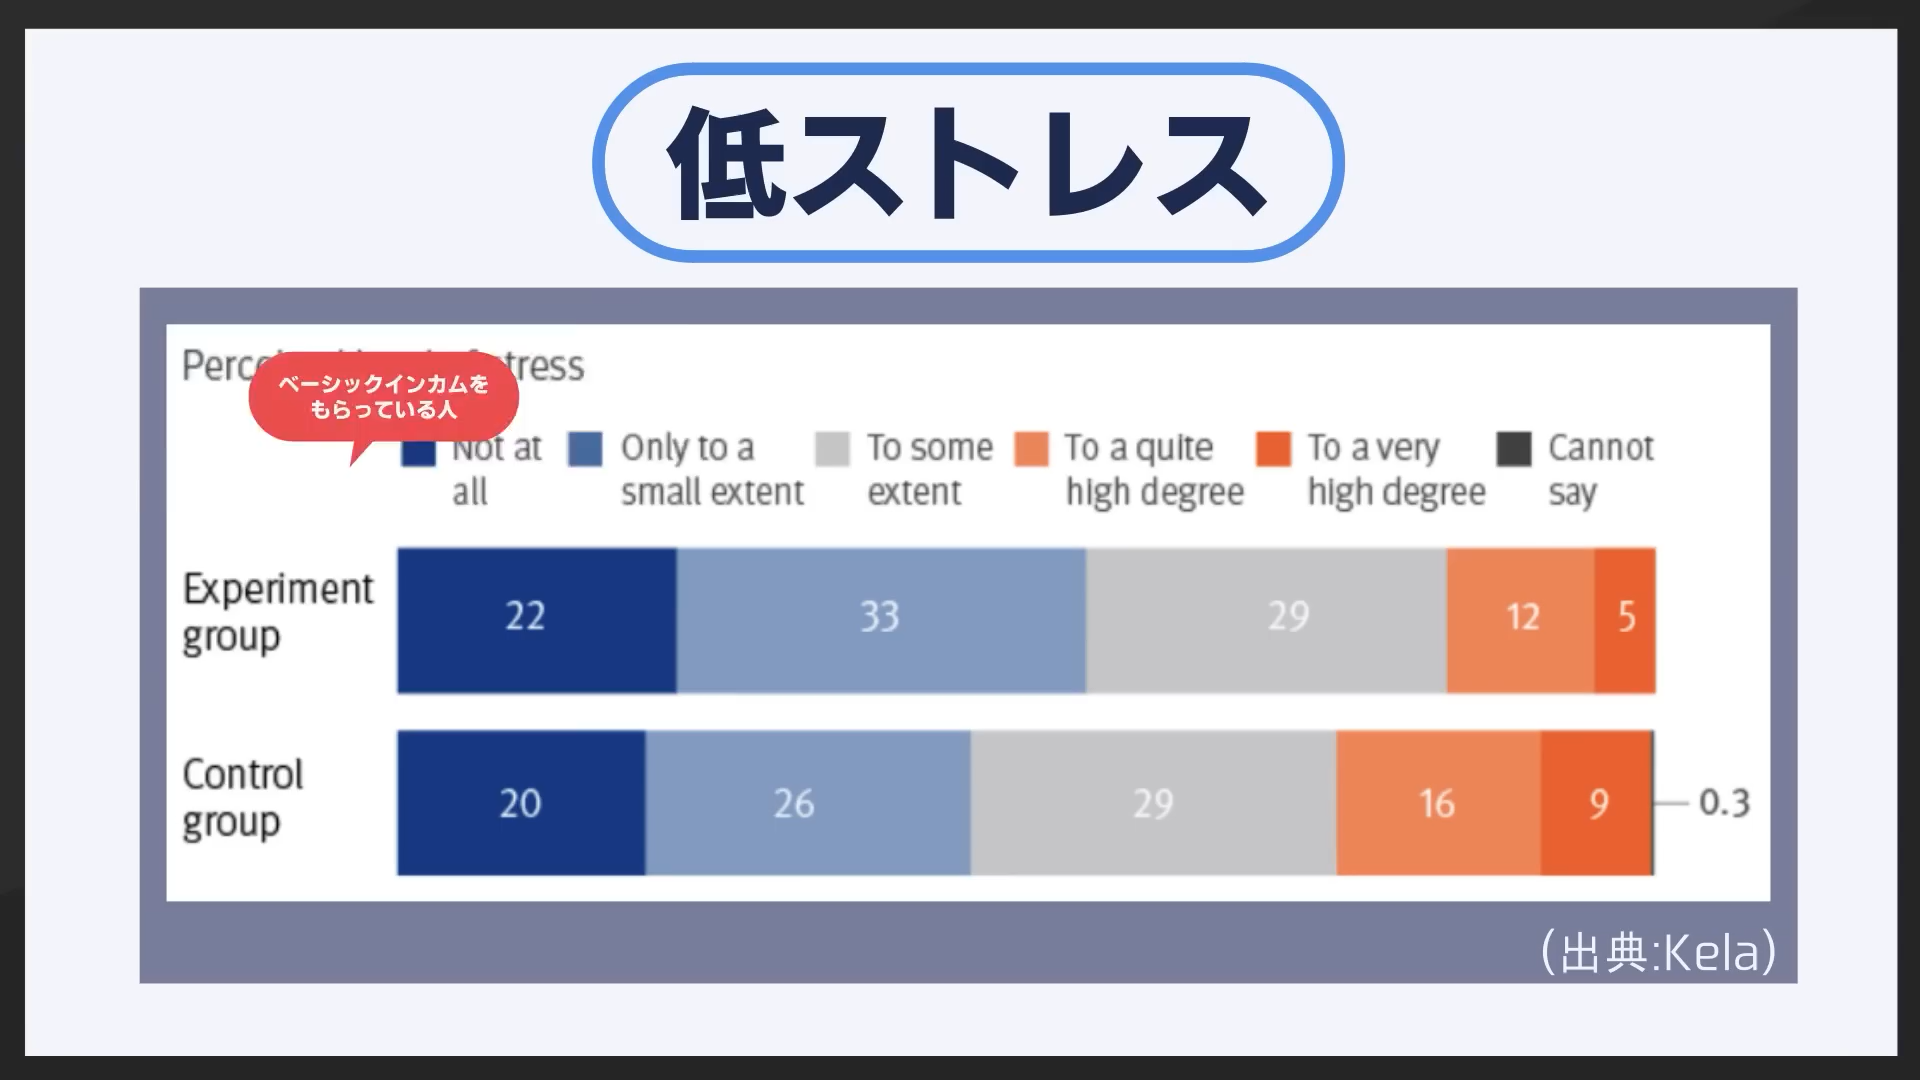 低ストレス
tress
ベーシックインカムを
もらっている人
Not at all
Only to a small extent
To some extent
To a quite high degree
To a very high degree
Cannot say
Experiment group
22 33 29 12 5
Control group
20 26 29 16 9 0.3
(出典:Kela)